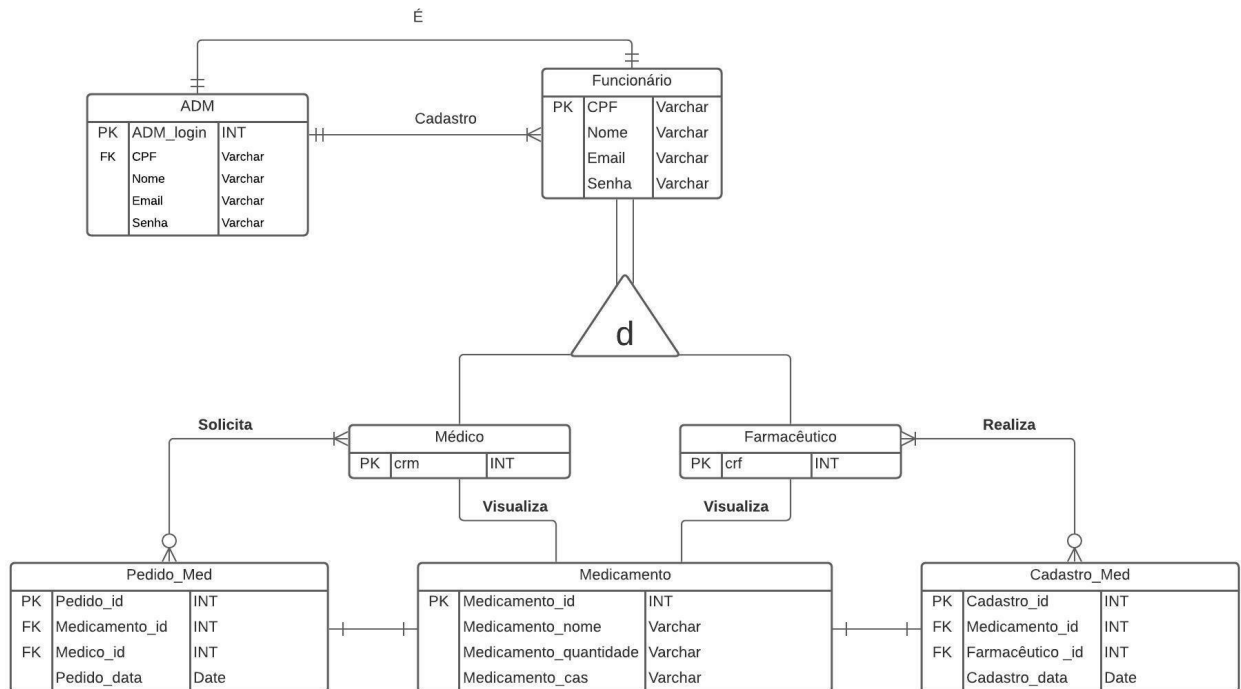 É
Funcionário
PK CPF Varchar
Nome Varchar
Email Varchar
Senha Varchar
ADM
PK ADM_login INT
FK CPF Varchar
Nome Varchar
Email Varchar
Senha Varchar
Cadastro
d
Solicita
Médico
PK crm INT
Farmacêutico
PK crf INT
Realiza
Visualiza
Visualiza
Pedido_Med
PK Pedido_id INT
FK Medicamento_id INT
FK Medico_id INT
Pedido_data Date
Medicamento
PK Medicamento_id INT
Medicamento_nome Varchar
Medicamento_quantidade Varchar
Medicamento_cas Varchar
Cadastro_Med
PK Cadastro_id INT
FK Medicamento_id INT
FK Farmacêutico _id INT
Cadastro_data Date